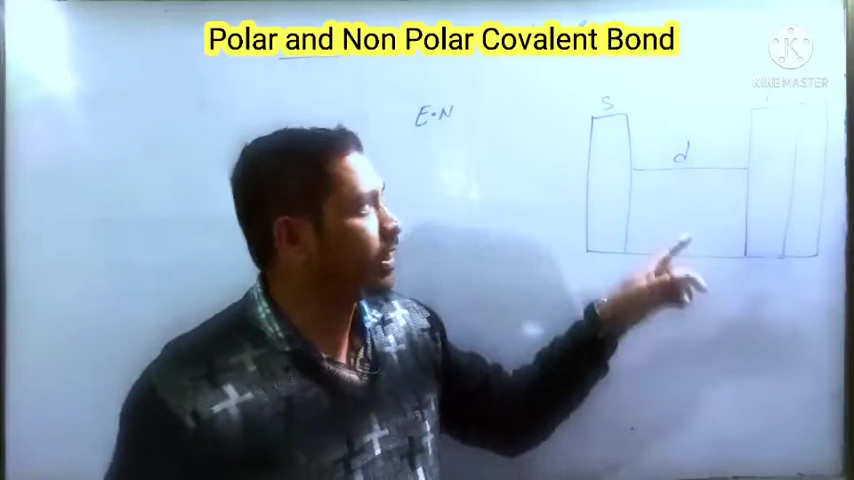 Polar and Non Polar Covalent Bond
K
KINEMASTER
E•N
S
d